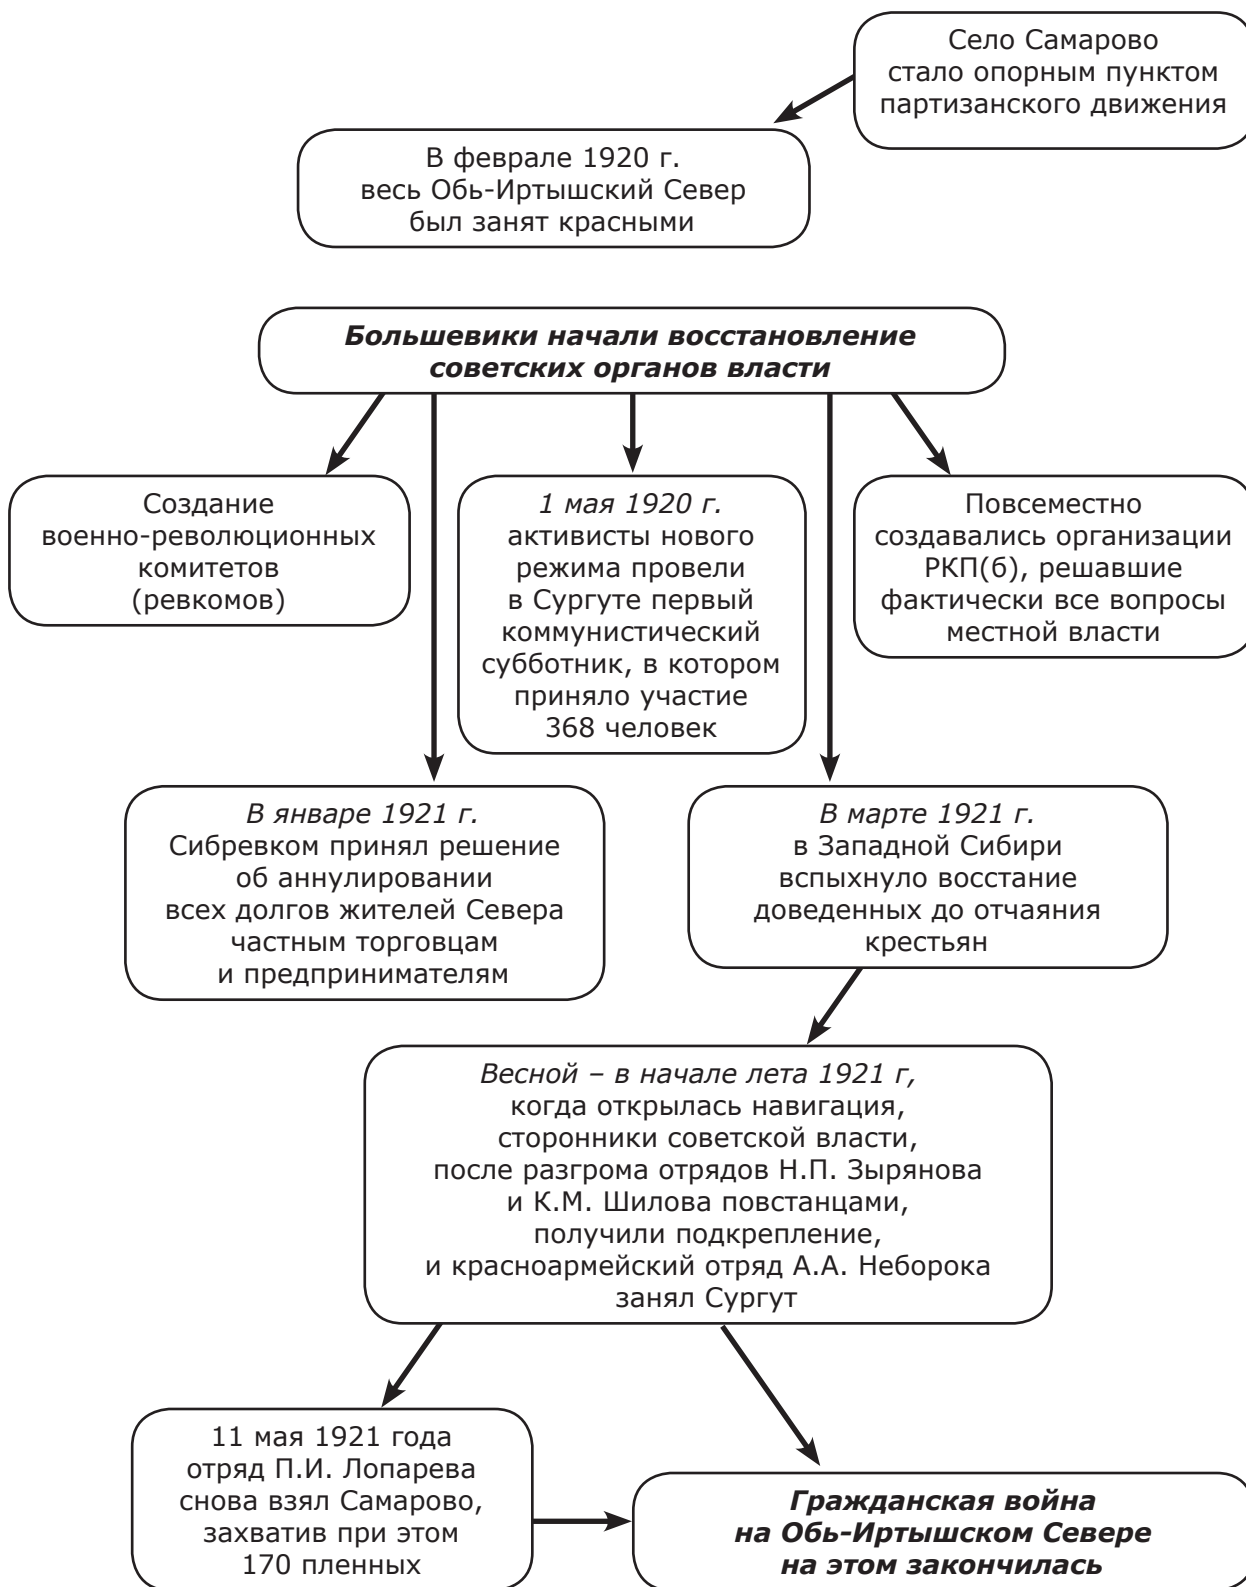 Село Самарово
стало опорным пунктом
партизанского движения
В феврале 1920 г.
весь Обь-Иртышский Север
был занят красными
Большевики начали восстановление
советских органов власти
Создание
военно-революционных
комитетов
(ревкомов)
1 мая 1920 г.
активисты нового
режима провели
в Сургуте первый
коммунистический
субботник, в котором
приняло участие
368 человек
Повсеместно
создавались организации
РКП(б), решавшие
фактически все вопросы
местной власти
В январе 1921 г.
Сибревком принял решение
об аннулировании
всех долгов жителей Севера
частным торговцам
и предпринимателям
В марте 1921 г.
в Западной Сибири
вспыхнуло восстание
доведенных до отчаяния
крестьян
Весной – в начале лета 1921 г,
когда открылась навигация,
сторонники советской власти,
после разгрома отрядов Н.П. Зырянова
и К.М. Шилова повстанцами,
получили подкрепление,
и красноармейский отряд А.А. Неборока
занял Сургут
11 мая 1921 года
отряд П.И. Лопарева
снова взял Самарово,
захватив при этом
170 пленных
Гражданская война
на Обь-Иртышском Севере
на этом закончилась